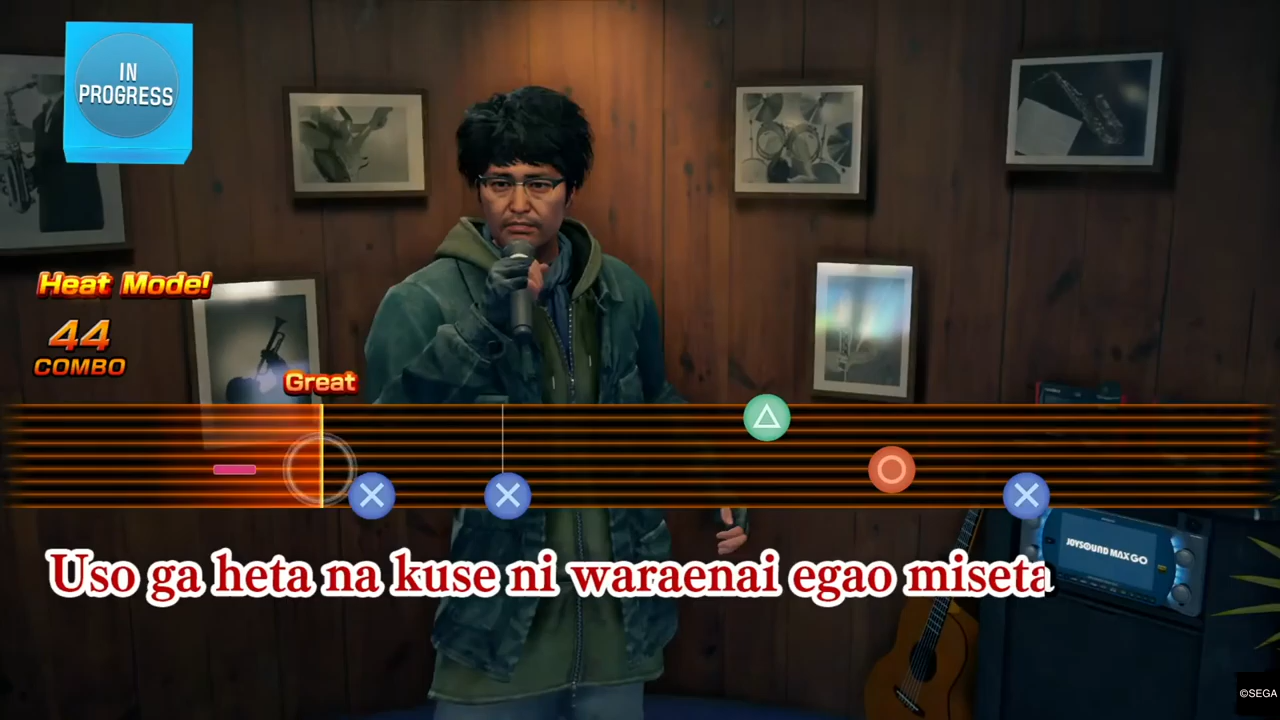 IN
PROGRESS
Heat Mode!
44
COMBO
Great
JOYSOUND MAX GO
Uso ga heta na kuse ni waraenai egao miseta
©SEGA